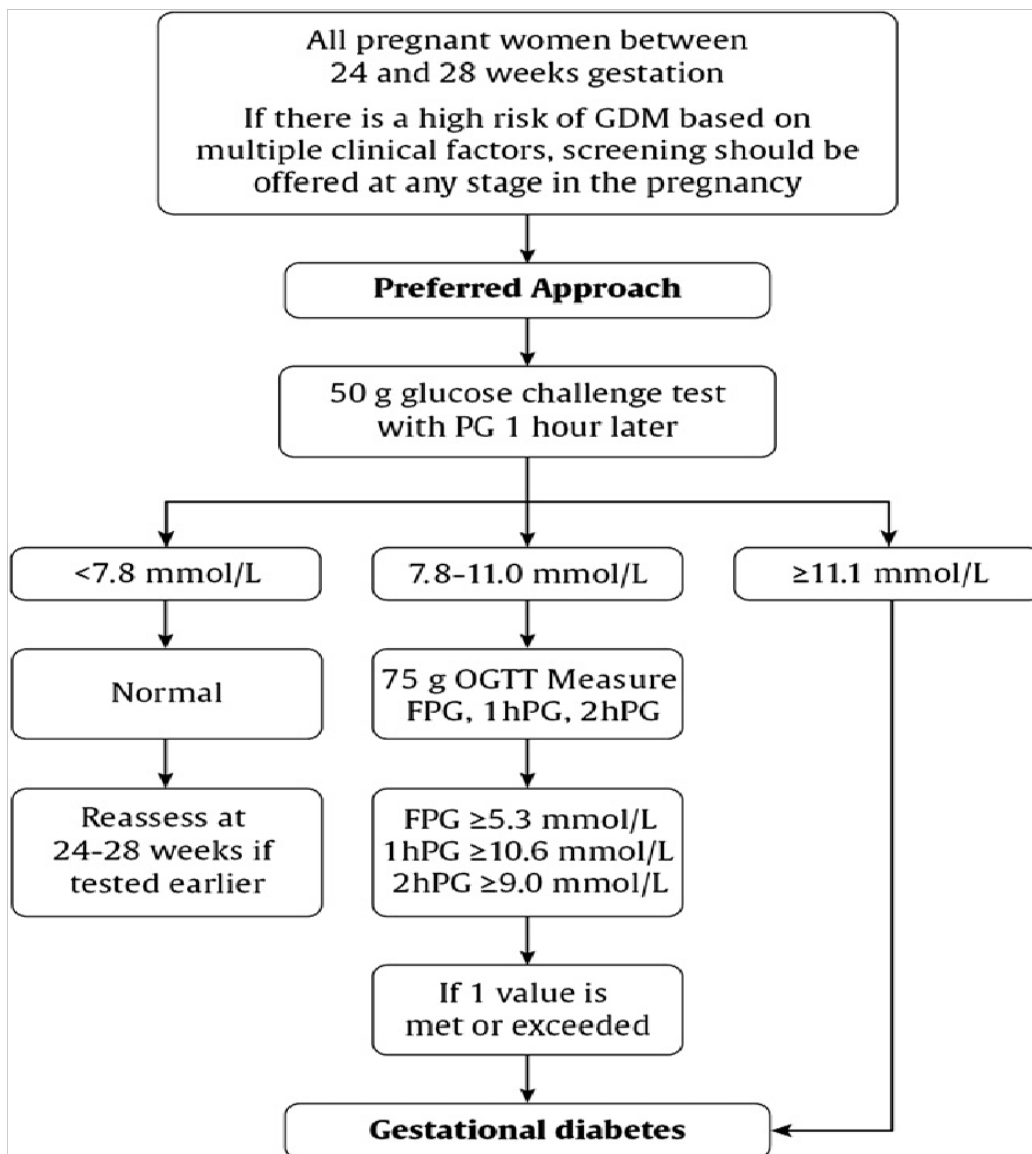 All pregnant women between
24 and 28 weeks gestation
If there is a high risk of GDM based on
multiple clinical factors, screening should be
offered at any stage in the pregnancy
Preferred Approach
50 g glucose challenge test
with PG 1 hour later
<7.8 mmol/L
7.8–11.0 mmol/L
≥11.1 mmol/L
Normal
75 g OGTT Measure
FPG, 1hPG, 2hPG
Reassess at
24-28 weeks if
tested earlier
FPG ≥5.3 mmol/L
1hPG ≥10.6 mmol/L
2hPG ≥9.0 mmol/L
If 1 value is
met or exceeded
Gestational diabetes